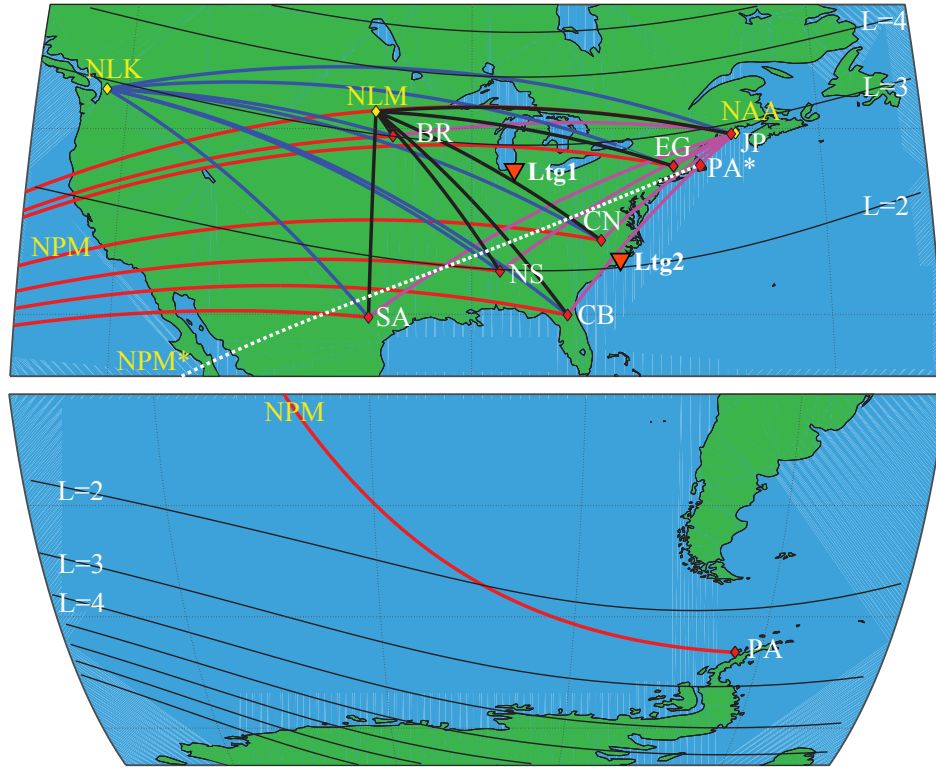 L=4
NLK
L=3
NLM
NAA
BR
EG
JP
Ltg1
PA*
L=2
CN
NPM
Ltg2
NS
SA
CB
NPM*
NPM
L=2
L=3
L=4
PA